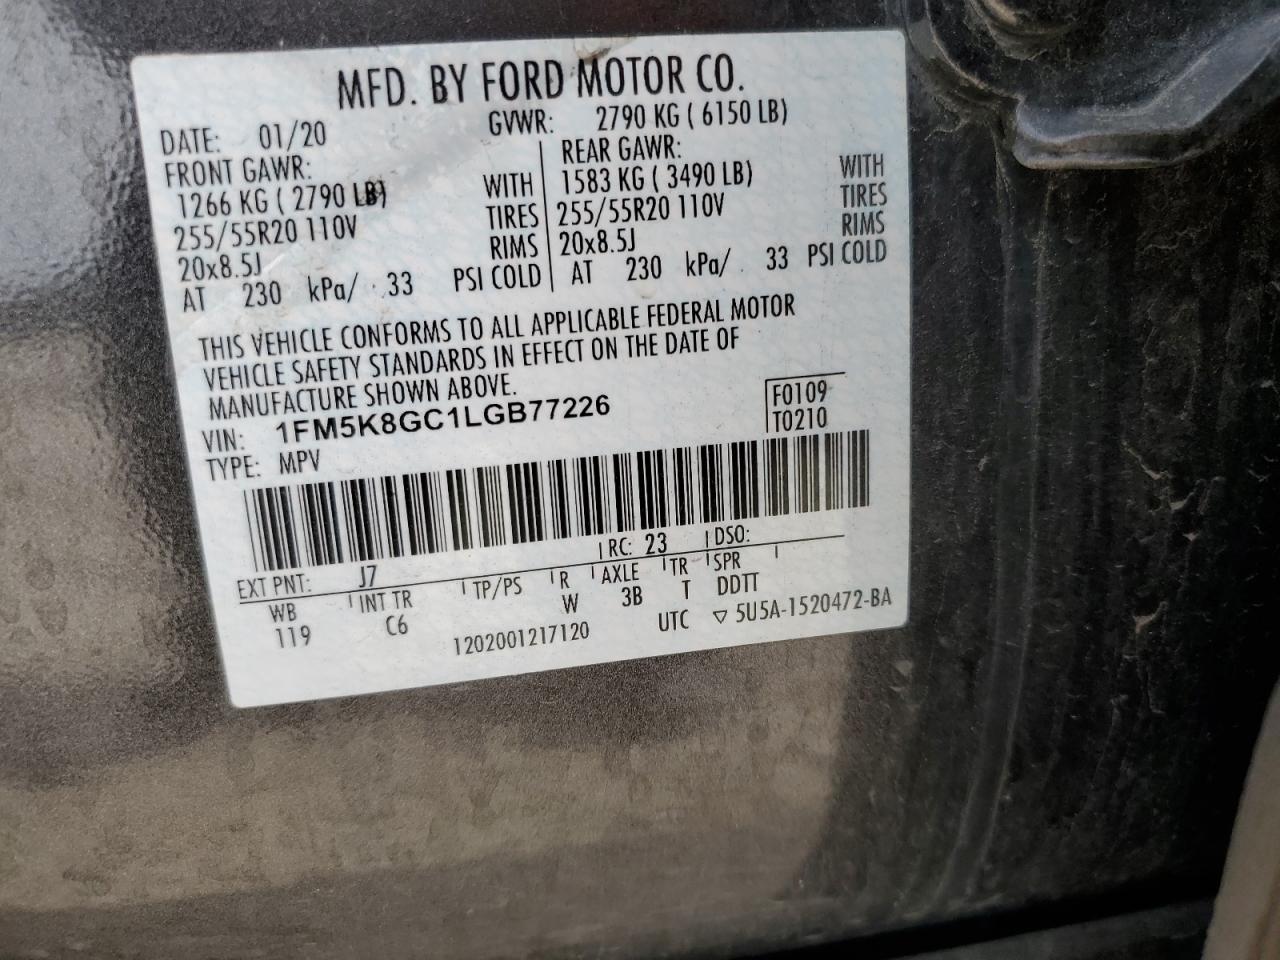 MFD. BY FORD MOTOR CO.
DATE: 01/20 GVWR: 2790 KG ( 6150 LB)
FRONT GAWR: REAR GAWR:
1266 KG ( 2790 LB) WITH 1583 KG ( 3490 LB) WITH
255/55R20 110V TIRES 255/55R20 110V TIRES
20x8.5J RIMS 20x8.5J RIMS
AT 230 kPa/ 33 PSI COLD AT 230 kPa/ 33 PSI COLD
THIS VEHICLE CONFORMS TO ALL APPLICABLE FEDERAL MOTOR
VEHICLE SAFETY STANDARDS IN EFFECT ON THE DATE OF
MANUFACTURE SHOWN ABOVE.
VIN: 1FM5K8GC1LGB77226 F0109
TYPE: MPV T0210
EXT PNT: J7 RC: 23 DSO:
WB INT TR TP/PS R AXLE TR SPR
119 C6 W 3B T DDTT
1202001217120 UTC ▽ 5U5A-1520472-BA